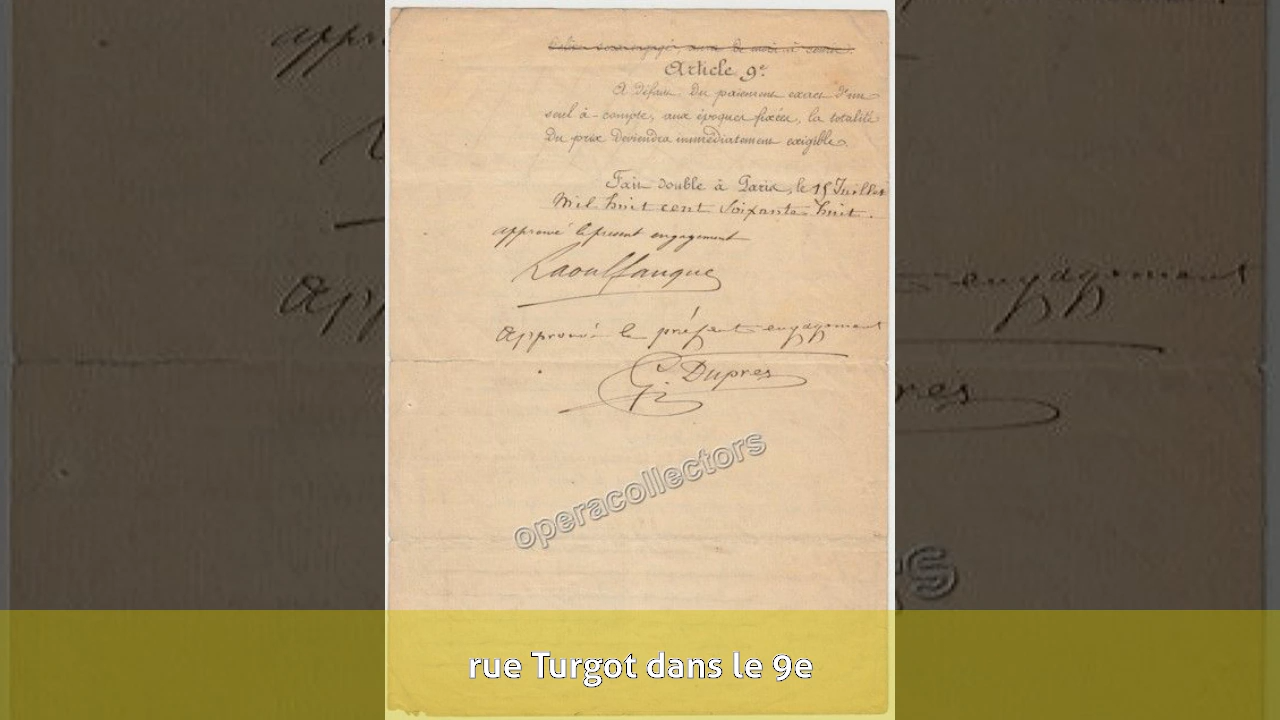 Article 9e
A défaut du paiement exact d'un
seul à-compte, aux époques fixées, la totalité
du prix deviendra immédiatement exigible.
Fait double à Paris, le 15 Juillet
Mil huit cent soixante huit.
approuvé le présent engagement
Approuvé le présent engagement
G Dupres
operacollectors
rue Turgot dans le 9e